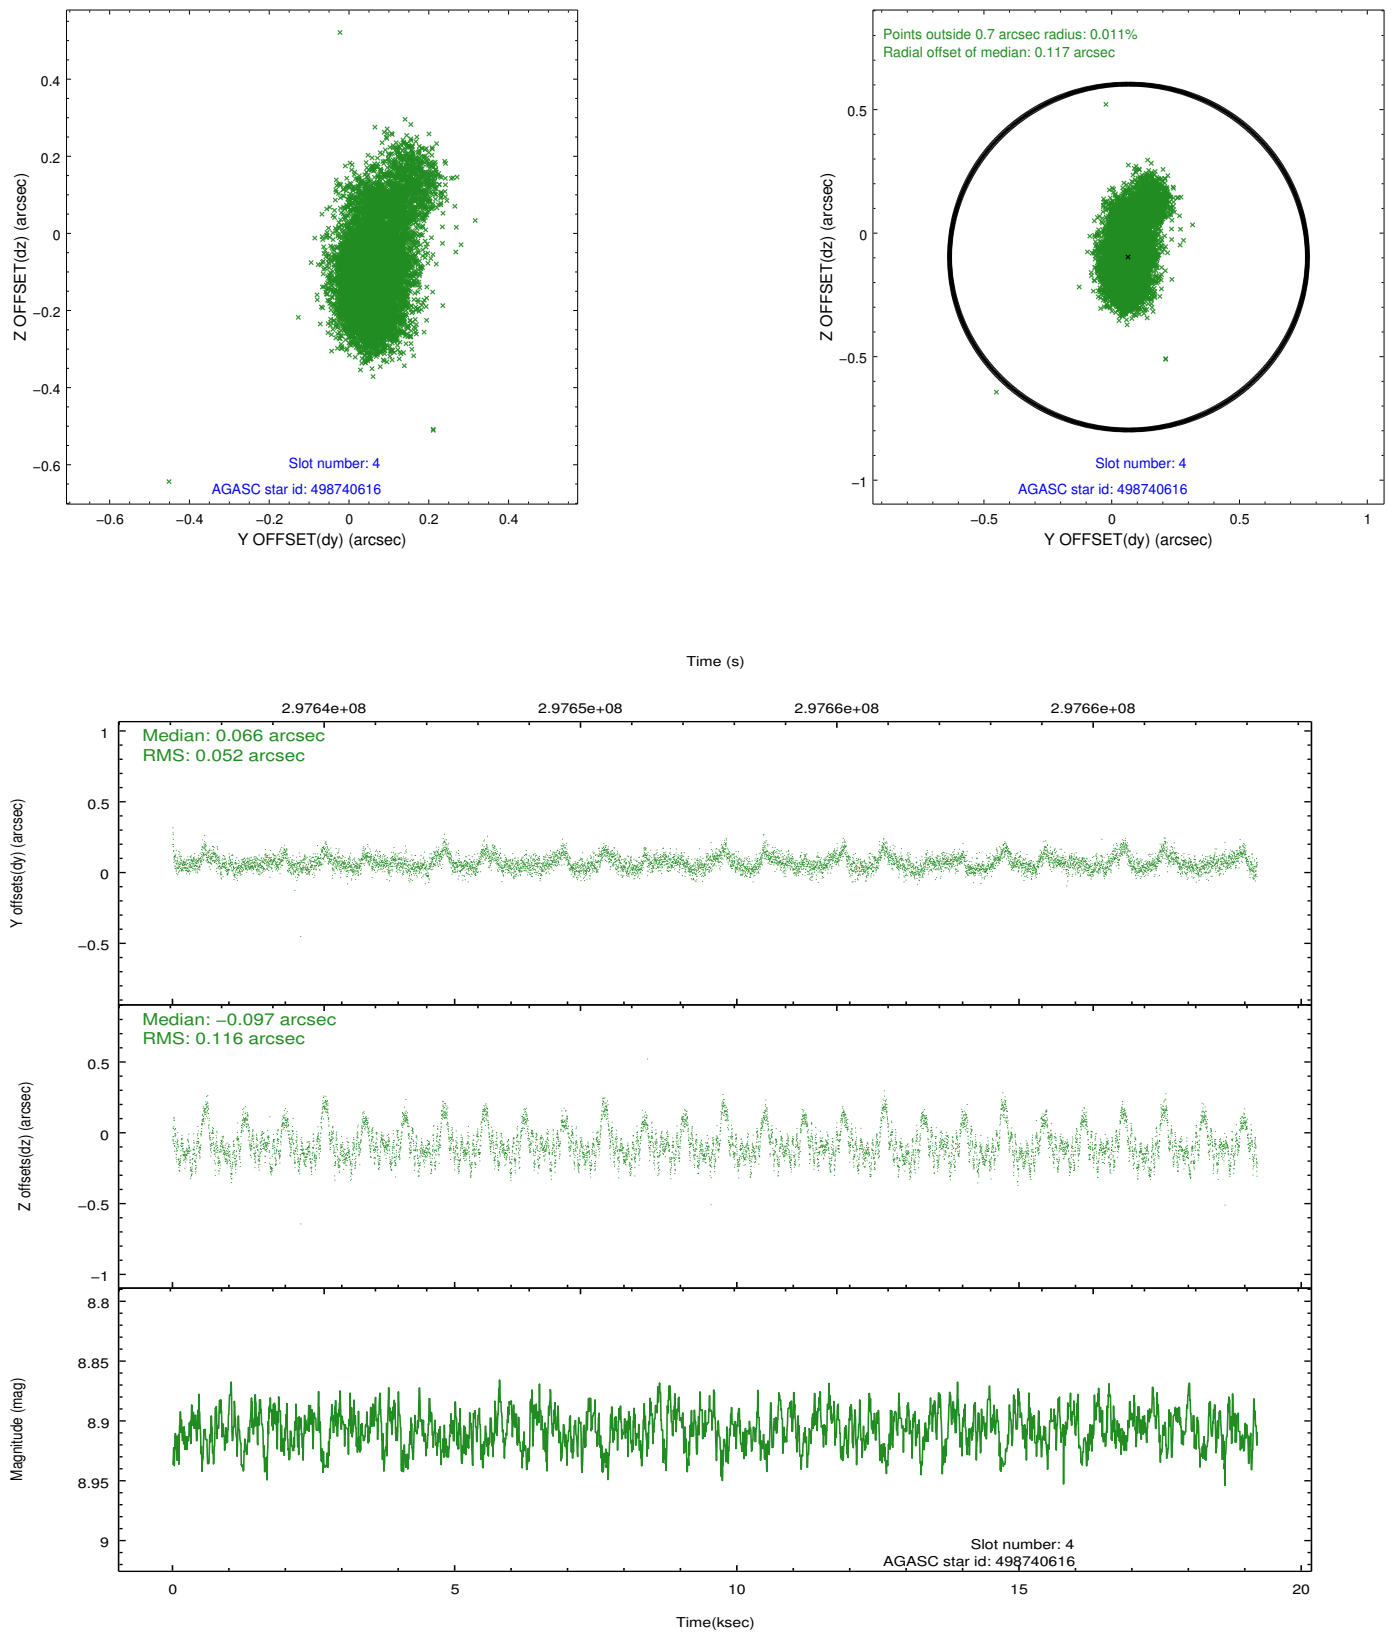 0.4
0.2
0
−0.2
−0.4
−0.6
Z OFFSET(dz) (arcsec)
Slot number: 4
AGASC star id: 498740616
−0.6
−0.4
−0.2
0
0.2
0.4
Y OFFSET(dy) (arcsec)
Points outside 0.7 arcsec radius: 0.011%
Radial offset of median: 0.117 arcsec
0.5
0
−0.5
−1
Z OFFSET(dz) (arcsec)
Slot number: 4
AGASC star id: 498740616
−0.5
0
0.5
1
Y OFFSET(dy) (arcsec)
Time (s)
2.9764e+08
2.9765e+08
2.9766e+08
2.9766e+08
Median: 0.066 arcsec
RMS: 0.052 arcsec
1
0.5
0
−0.5
Y offsets(dy) (arcsec)
Median: −0.097 arcsec
RMS: 0.116 arcsec
0.5
0
−0.5
−1
Z offsets(dz) (arcsec)
8.8
8.85
8.9
8.95
9
Magnitude (mag)
Slot number: 4
AGASC star id: 498740616
0
5
10
15
20
Time(ksec)